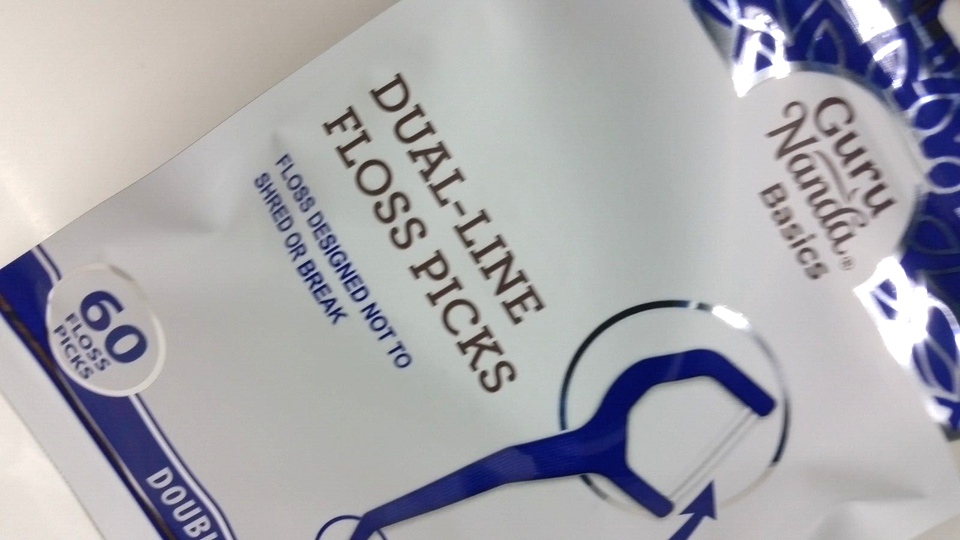 Guru
Nanda®
Basics
DUAL-LINE
FLOSS PICKS
FLOSS DESIGNED NOT TO
SHRED OR BREAK
60
FLOSS
PICKS